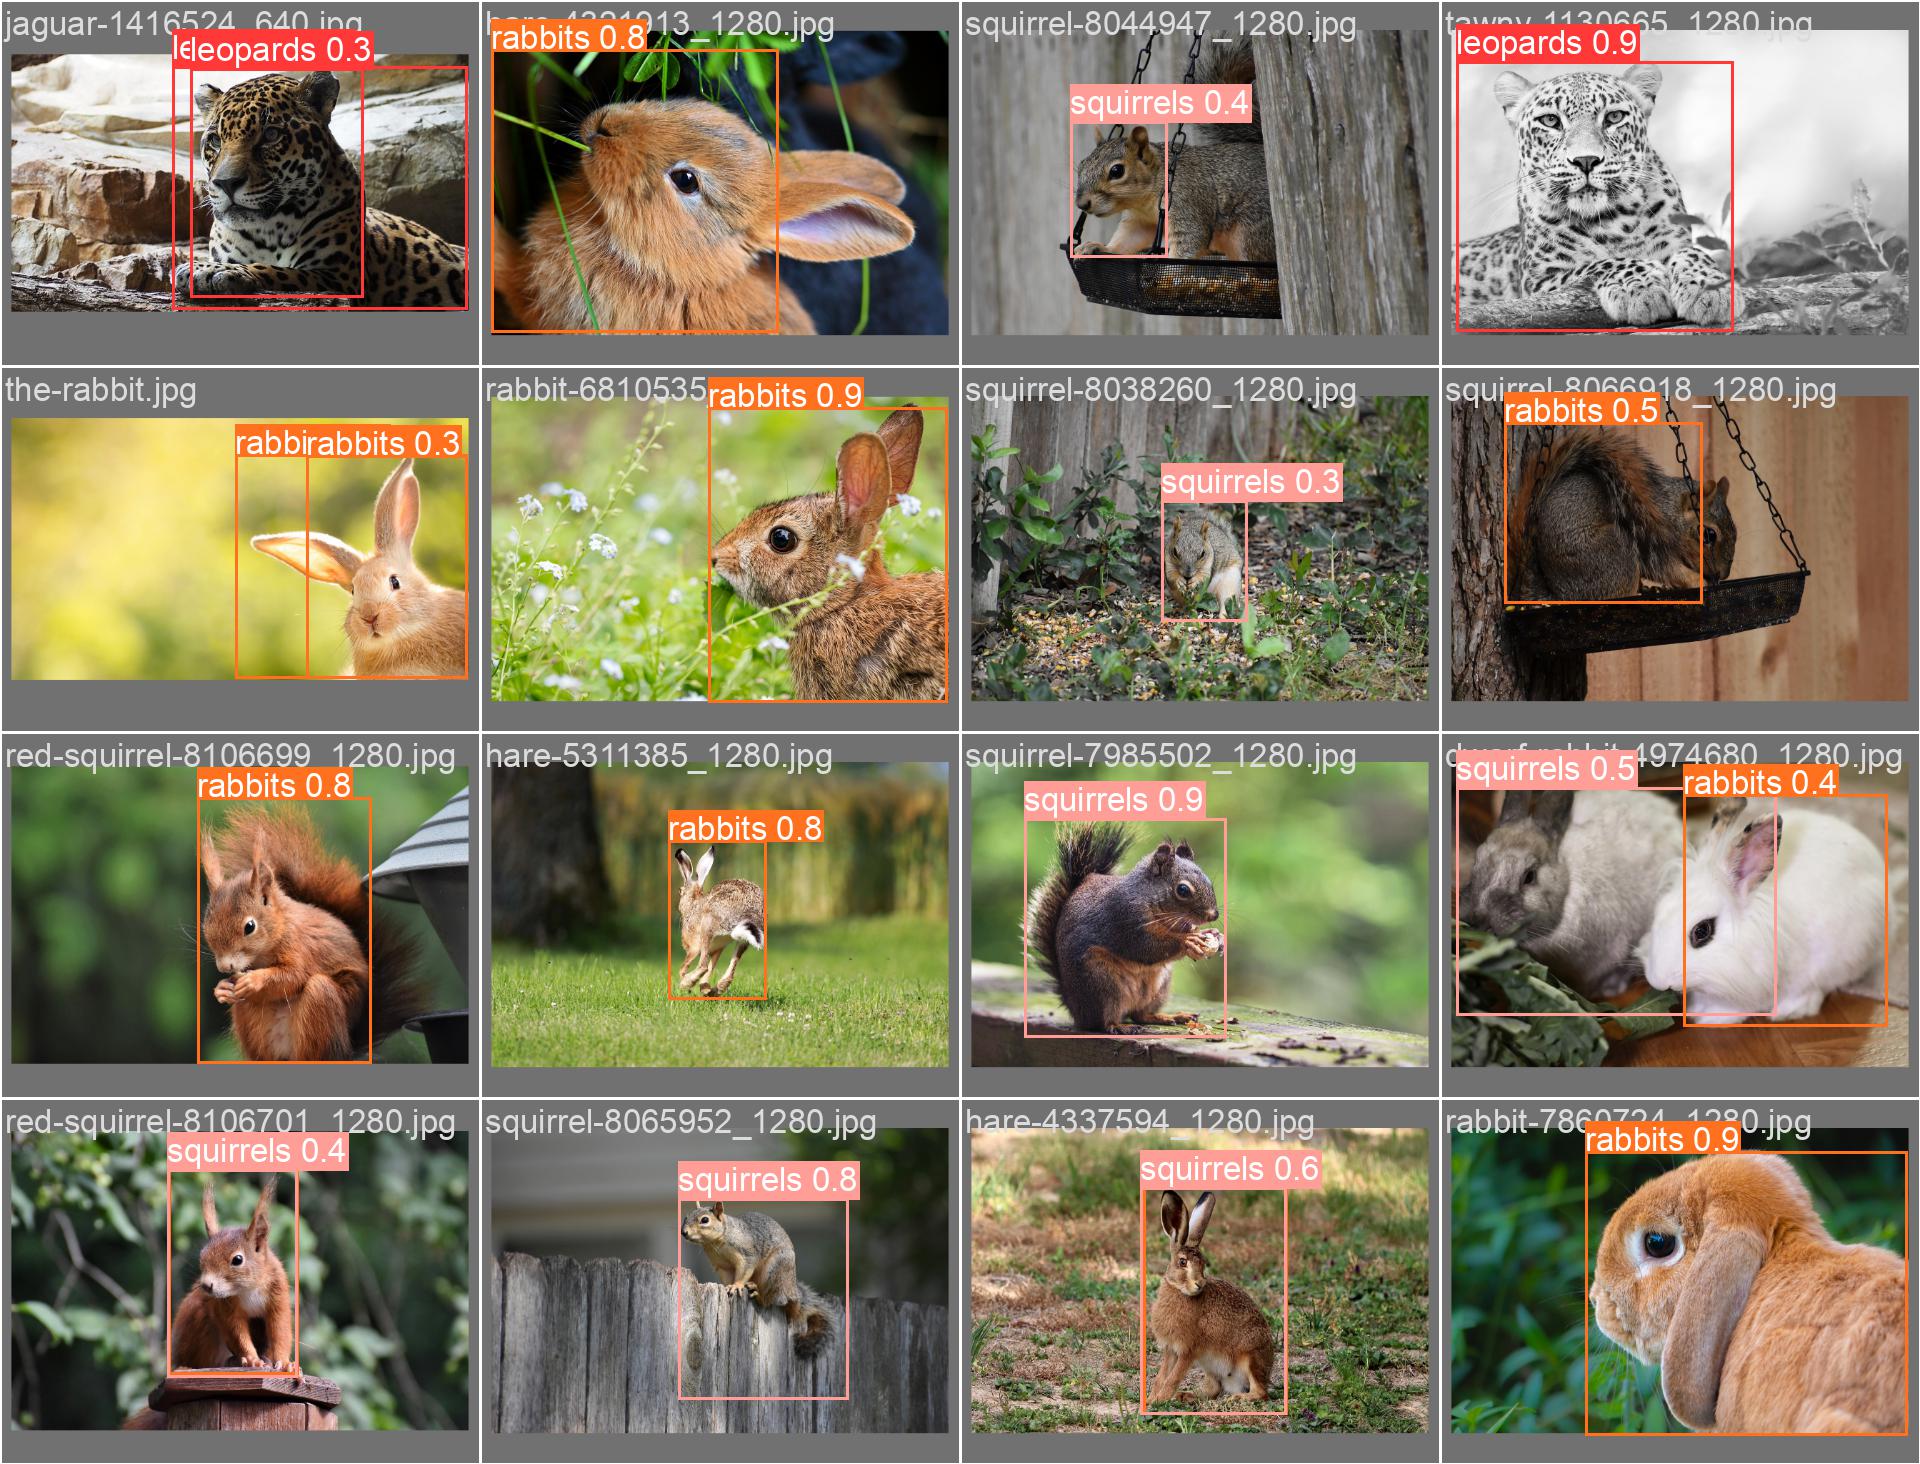 jaguar-1416524_640.jpg
leopards 0.3
rabbits 0.8
913_1280.jpg
squirrel-8044947_1280.jpg
squirrels 0.4
tawny-1130665_1280.jpg
leopards 0.9
the-rabbit.jpg
rabbits 0.3
rabbit-6810535
rabbits 0.9
squirrel-8038260_1280.jpg
squirrels 0.3
squirrel-8066918_1280.jpg
rabbits 0.5
red-squirrel-8106699_1280.jpg
rabbits 0.8
hare-5311385_1280.jpg
rabbits 0.8
squirrel-7985502_1280.jpg
squirrels 0.9
dwarf-rabbit-4974680_1280.jpg
squirrels 0.5
rabbits 0.4
red-squirrel-8106701_1280.jpg
squirrels 0.4
squirrel-8065952_1280.jpg
squirrels 0.8
hare-4337594_1280.jpg
squirrels 0.6
rabbit-7860724_1280.jpg
rabbits 0.9